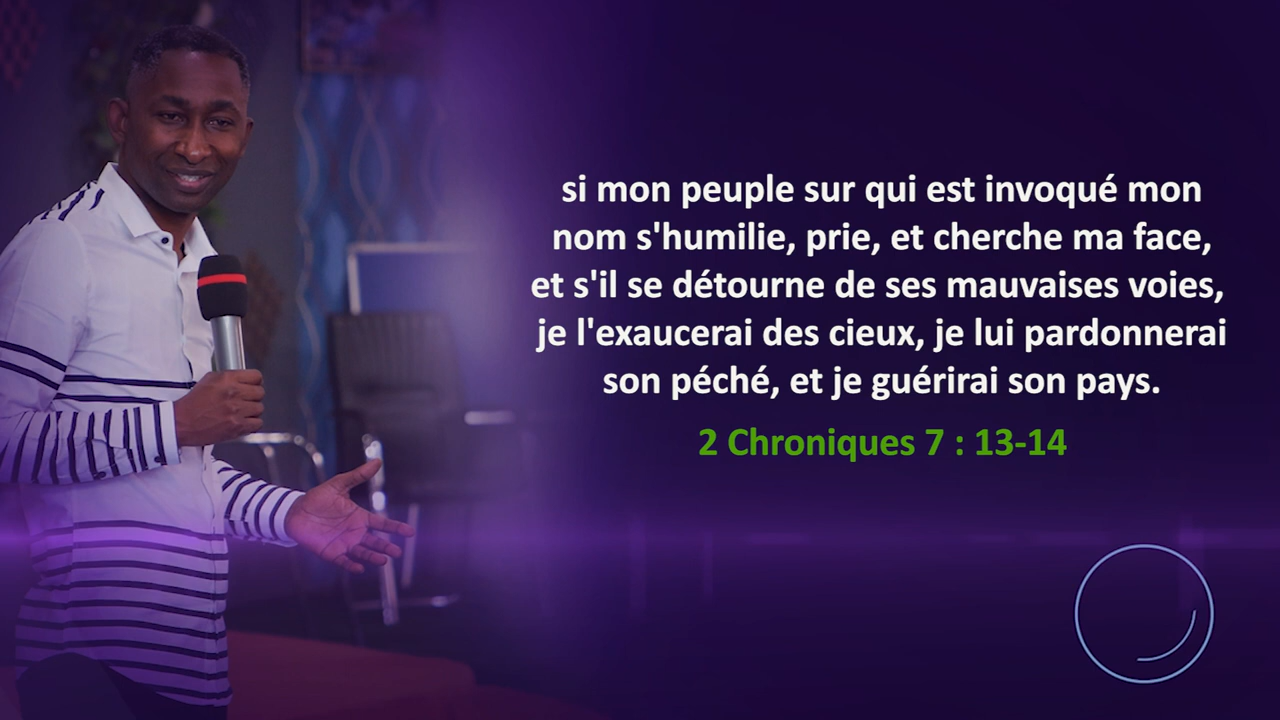 si mon peuple sur qui est invoqué mon
nom s'humilie, prie, et cherche ma face,
et s'il se détourne de ses mauvaises voies,
je l'exaucerai des cieux, je lui pardonnerai
son péché, et je guérirai son pays.
2 Chroniques 7 : 13-14